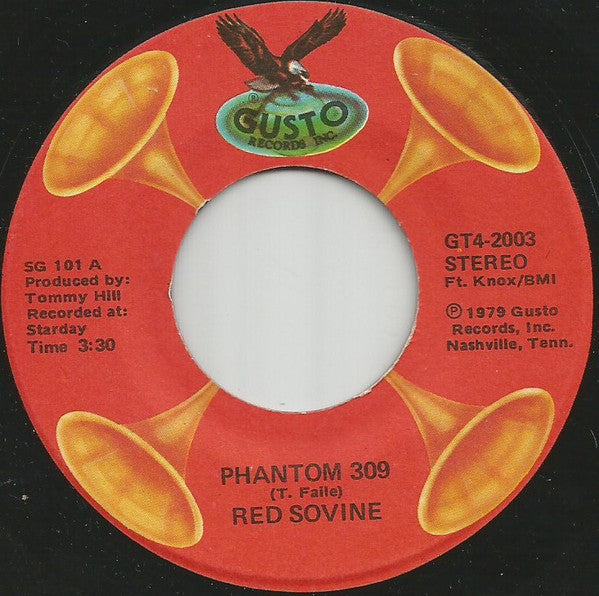 GUSTO
RECORDS INC.
SG 101 A
Produced by:
Tommy Hill
Recorded at:
Starday
Time 3:30
GT4-2003
STEREO
Ft. Knox/BMI
℗ 1979 Gusto
Records, Inc.
Nashville, Tenn.
PHANTOM 309
(T. Faile)
RED SOVINE